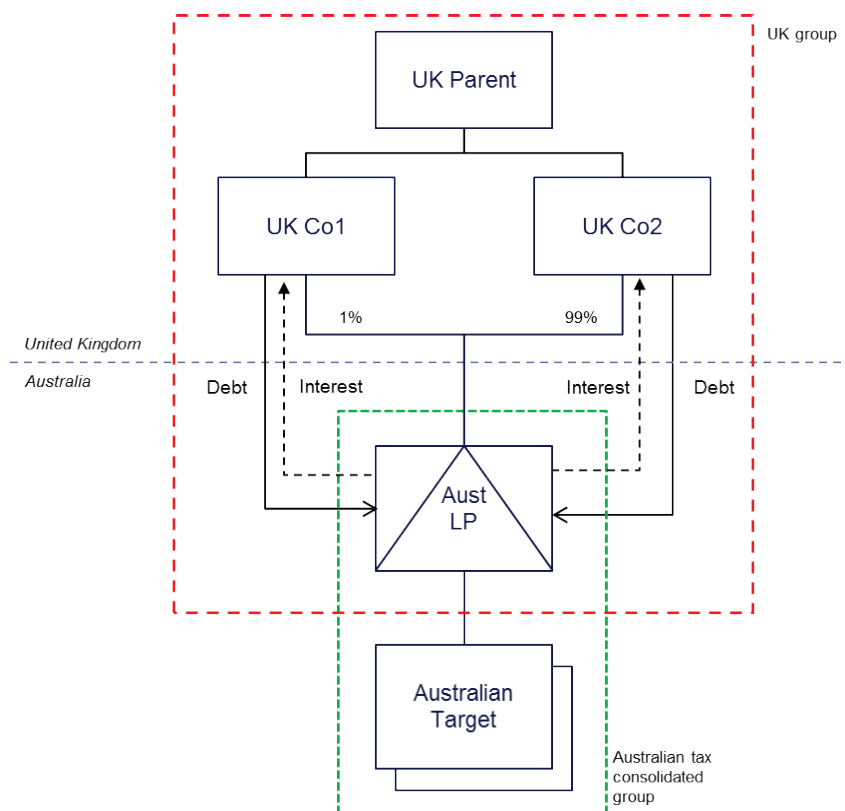 UK group
UK Parent
UK Co1
UK Co2
1%
99%
United Kingdom
Australia
Debt
Interest
Interest
Debt
Aust
LP
Australian
Target
Australian tax
consolidated
group